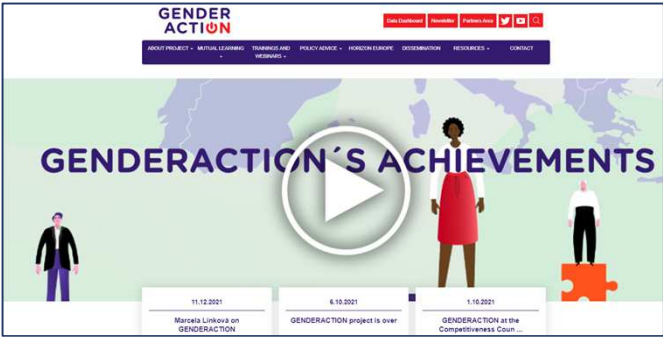 GENDER
ACTION
Data Dashboard Newsletter Partners Area
ABOUT PROJECT MUTUAL LEARNING TRAININGS AND WEBINARS POLICY ADVICE HORIZON EUROPE DISSEMINATION RESOURCES CONTACT
GENDERACTION´S ACHIEVEMENTS
11.12.2021
Marcela Linková on
GENDERACTION
6.10.2021
GENDERACTION project is over
1.10.2021
GENDERACTION at the
Competitiveness Coun ...